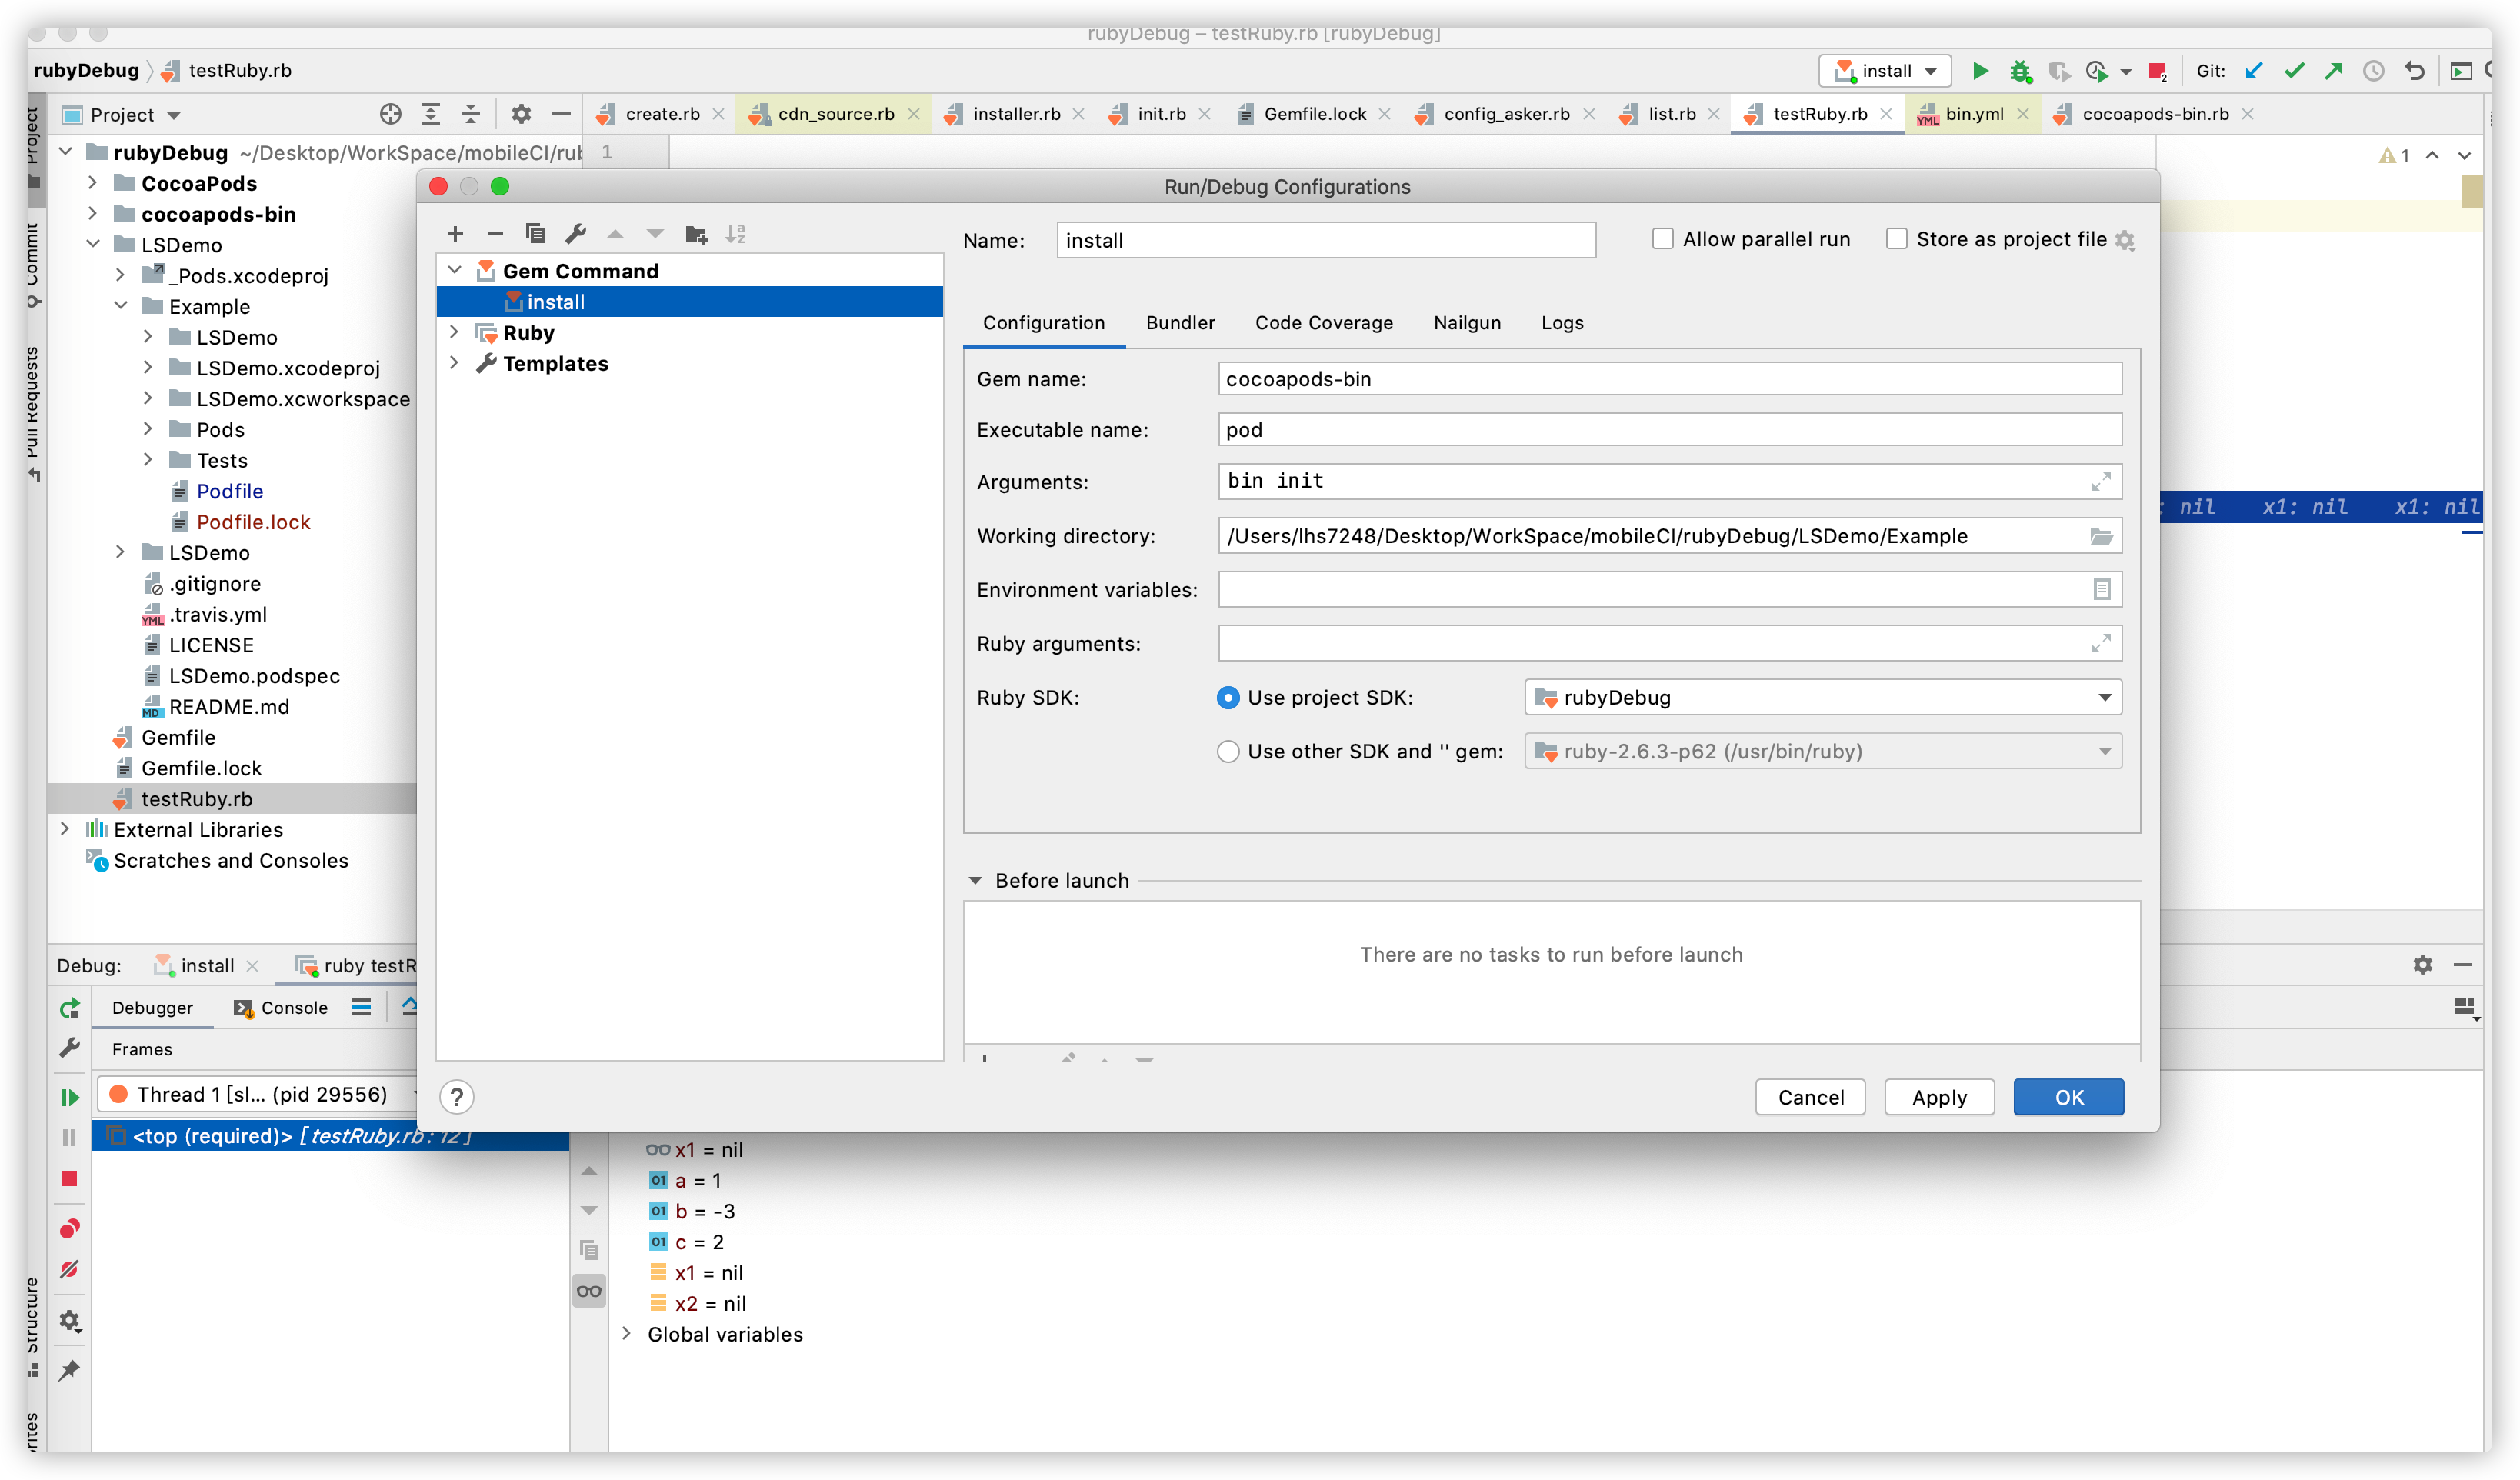 rubyDebug – testRuby.rb [rubyDebug]
rubyDebug testRuby.rb
install
2
Git:
Project
create.rb
cdn_source.rb
installer.rb
init.rb
Gemfile.lock
config_asker.rb
list.rb
testRuby.rb
YML bin.yml
cocoapods-bin.rb
Project
Commit
Pull Requests
Structure
rubyDebug ~/Desktop/WorkSpace/mobileCI/rul
1
1
CocoaPods
cocoapods-bin
LSDemo
_Pods.xcodeproj
Example
LSDemo
LSDemo.xcodeproj
LSDemo.xcworkspace
Pods
Tests
Podfile
Podfile.lock
LSDemo
.gitignore
YML .travis.yml
LICENSE
LSDemo.podspec
MD README.md
Gemfile
Gemfile.lock
testRuby.rb
External Libraries
Scratches and Consoles
: nil x1: nil x1: nil
Run/Debug Configurations
Gem Command
install
Ruby
Templates
Name: install
Allow parallel run
Store as project file
Configuration
Bundler
Code Coverage
Nailgun
Logs
Gem name: cocoapods-bin
Executable name: pod
Arguments: bin init
Working directory: /Users/lhs7248/Desktop/WorkSpace/mobileCI/rubyDebug/LSDemo/Example
Environment variables:
Ruby arguments:
Ruby SDK: Use project SDK: rubyDebug
Use other SDK and '' gem: ruby-2.6.3-p62 (/usr/bin/ruby)
Before launch
There are no tasks to run before launch
?
Cancel
Apply
OK
Debug: install ruby testR
Debugger
Console
Frames
Thread 1 [sl... (pid 29556)
<top (required)> [testRuby.rb:12]
x1 = nil
01 a = 1
01 b = -3
01 c = 2
x1 = nil
x2 = nil
Global variables